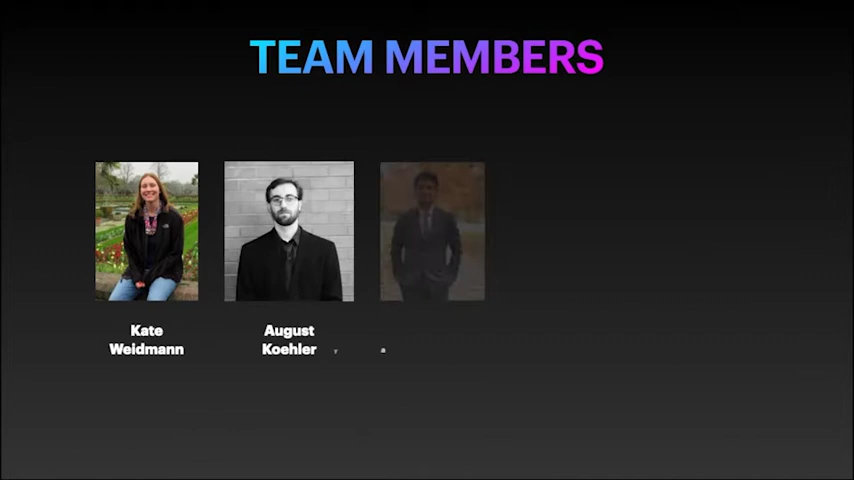 TEAM MEMBERS
Kate
Weidmann
August
Koehler